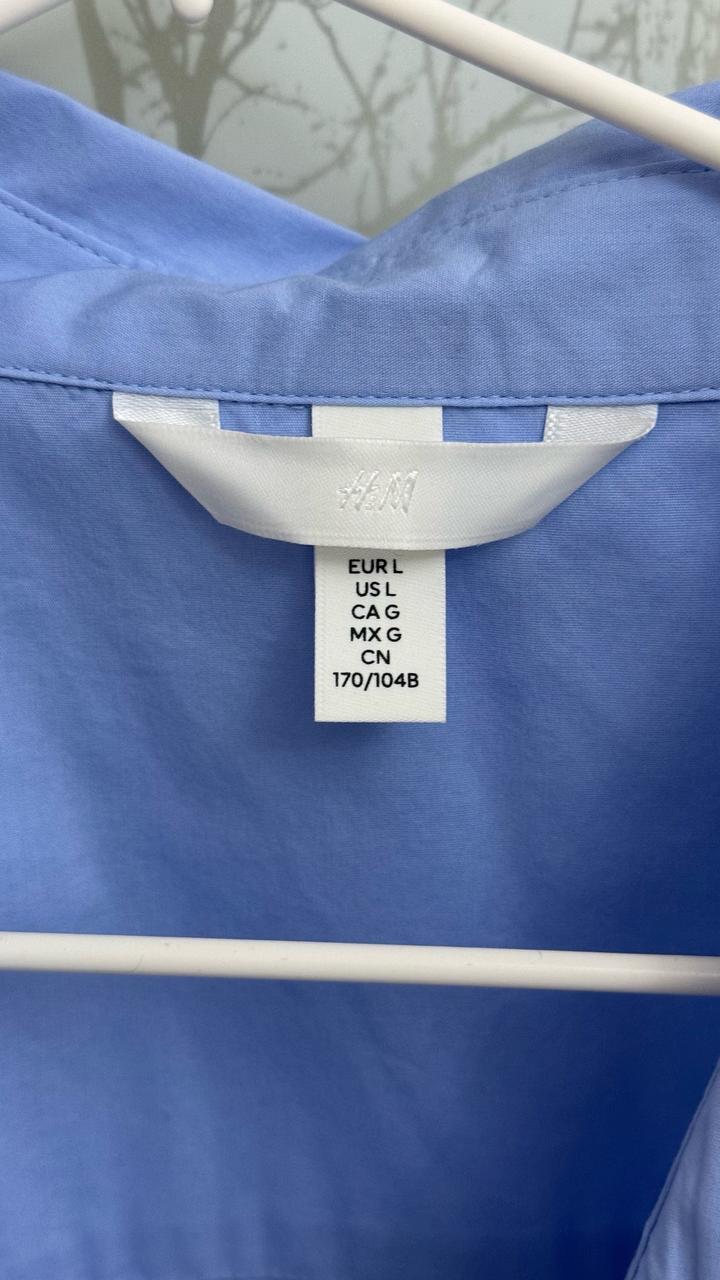 H&M
EUR L
US L
CA G
MX G
CN
170/104B